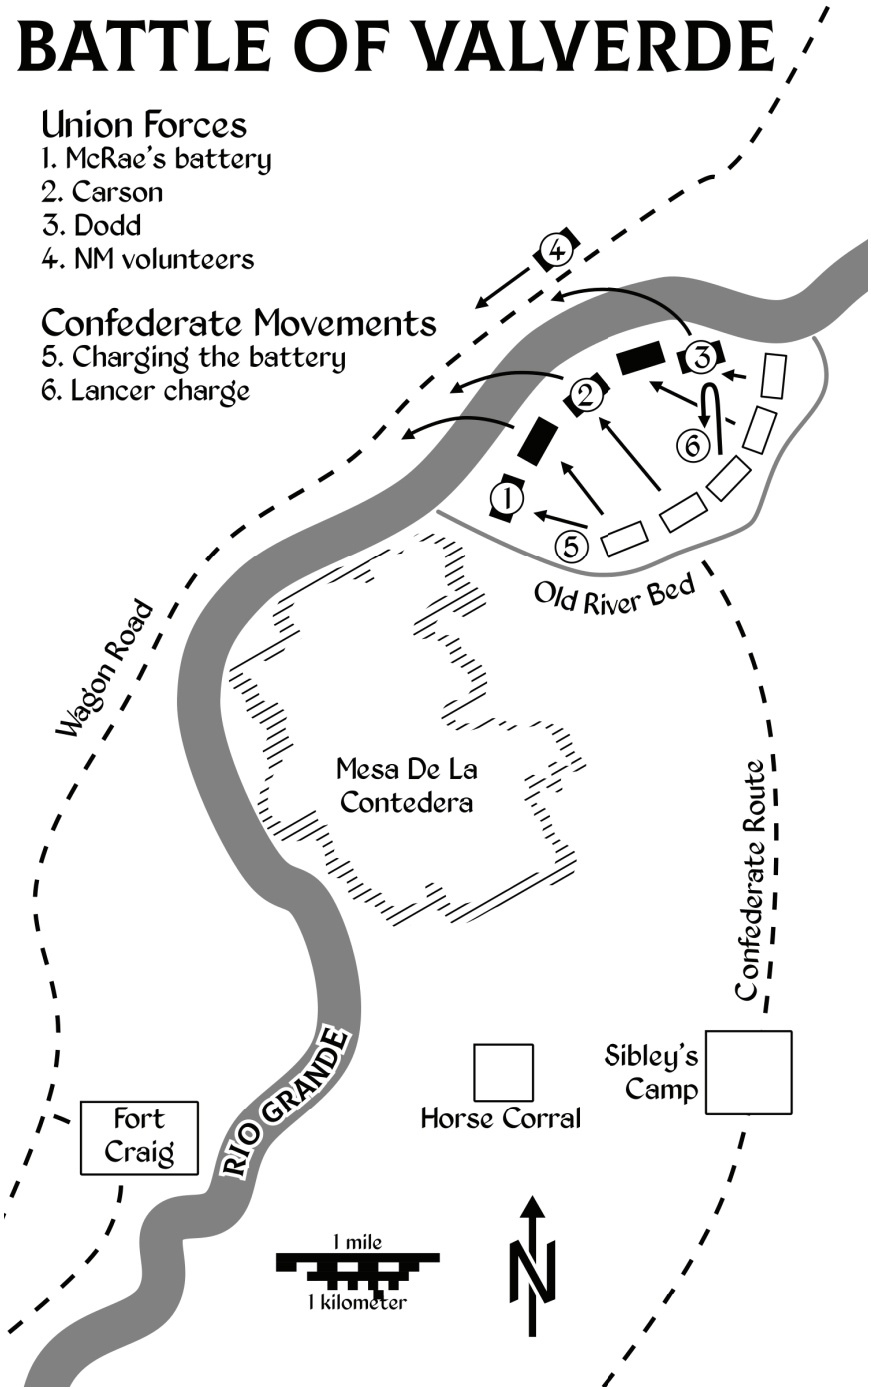 BATTLE OF VALVERDE
Union Forces
1. McRae's battery
2. Carson
3. Dodd
4. NM volunteers
Confederate Movements
5. Charging the battery
6. Lancer charge
4
3
2
6
1
5
Old River Bed
Wagon Road
Mesa De La
Contedera
Confederate Route
Sibley's
Camp
Horse Corral
Fort
Craig
RIO GRANDE
1 mile
1 kilometer
N